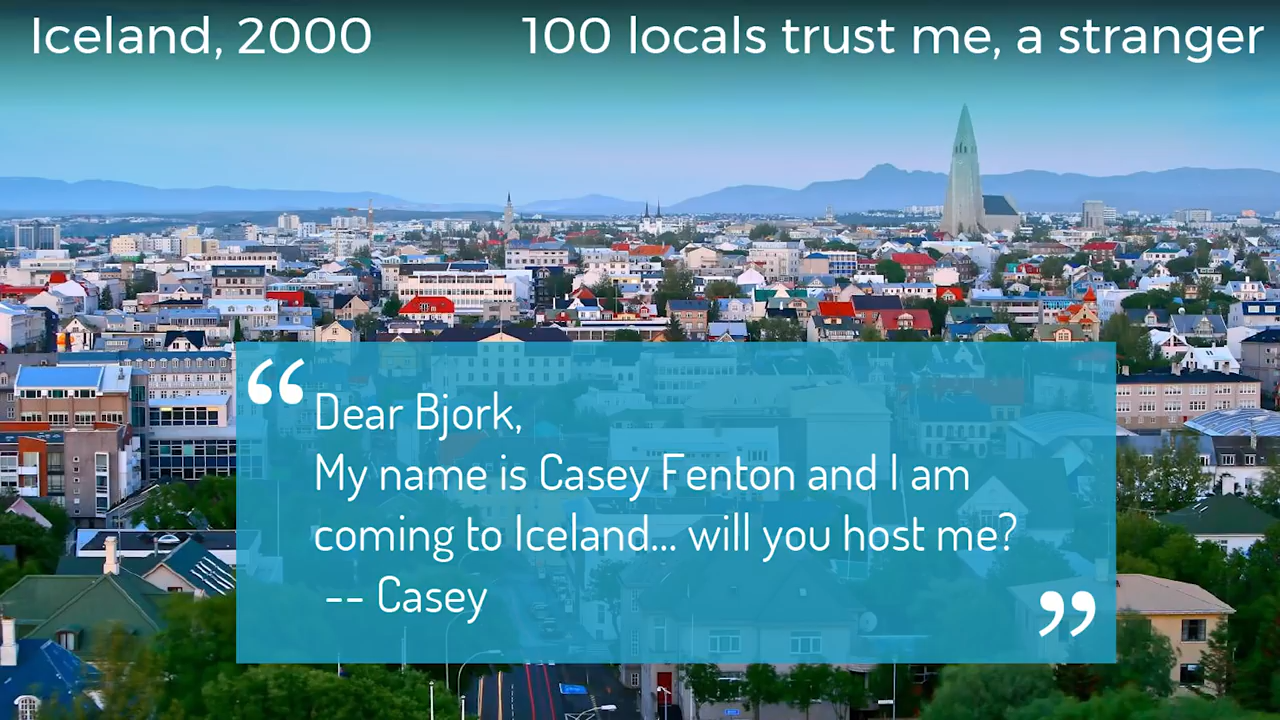 Iceland, 2000
100 locals trust me, a stranger
“
Dear Bjork,
My name is Casey Fenton and I am
coming to Iceland... will you host me?
-- Casey
”